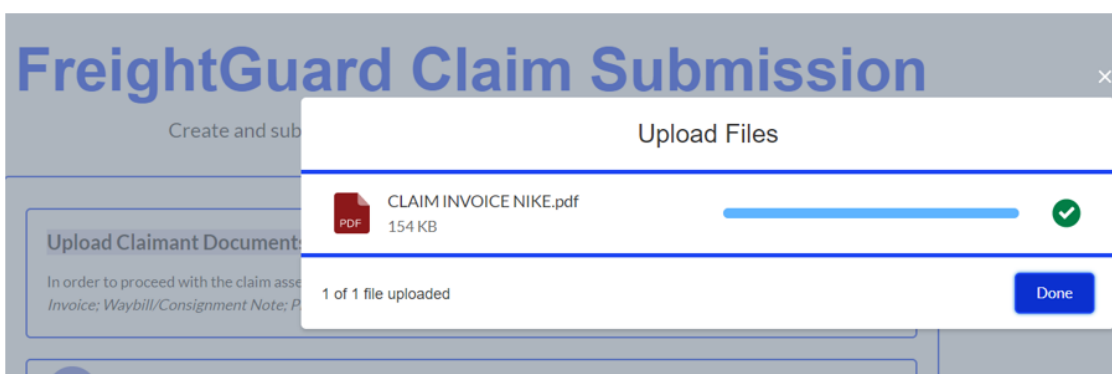 FreightGuard Claim Submission
Create and sub
Upload Files
PDF
CLAIM INVOICE NIKE.pdf
154 KB
Upload Claimant Document
In order to proceed with the claim asse
Invoice; Waybill/Consignment Note; P
1 of 1 file uploaded
Done